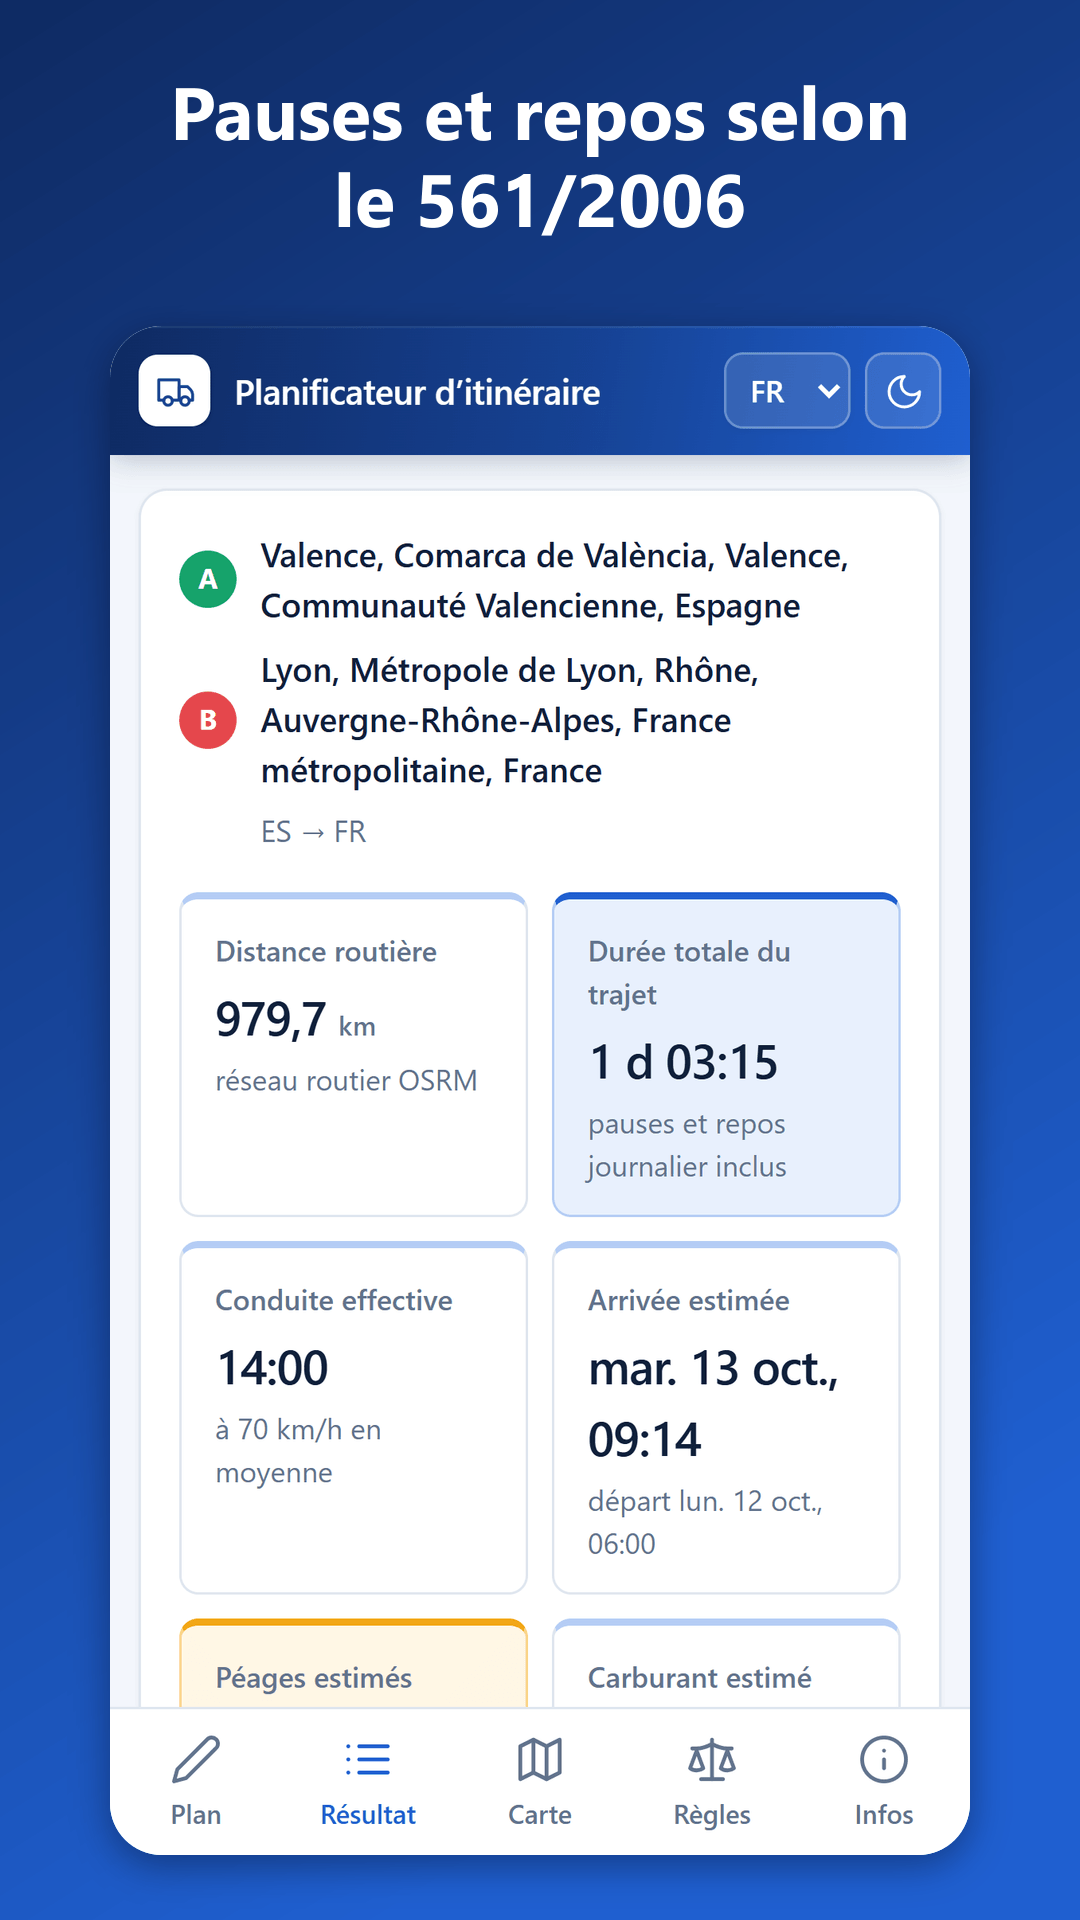 Pauses et repos selon
le 561/2006
Planificateur d’itinéraire
FR
A
Valence, Comarca de València, Valence,
Communauté Valencienne, Espagne
B
Lyon, Métropole de Lyon, Rhône,
Auvergne-Rhône-Alpes, France
métropolitaine, France
ES → FR
Distance routière
979,7 km
réseau routier OSRM
Durée totale du
trajet
1 d 03:15
pauses et repos
journalier inclus
Conduite effective
14:00
à 70 km/h en
moyenne
Arrivée estimée
mar. 13 oct.,
09:14
départ lun. 12 oct.,
06:00
Péages estimés
Carburant estimé
Plan
Résultat
Carte
Règles
Infos